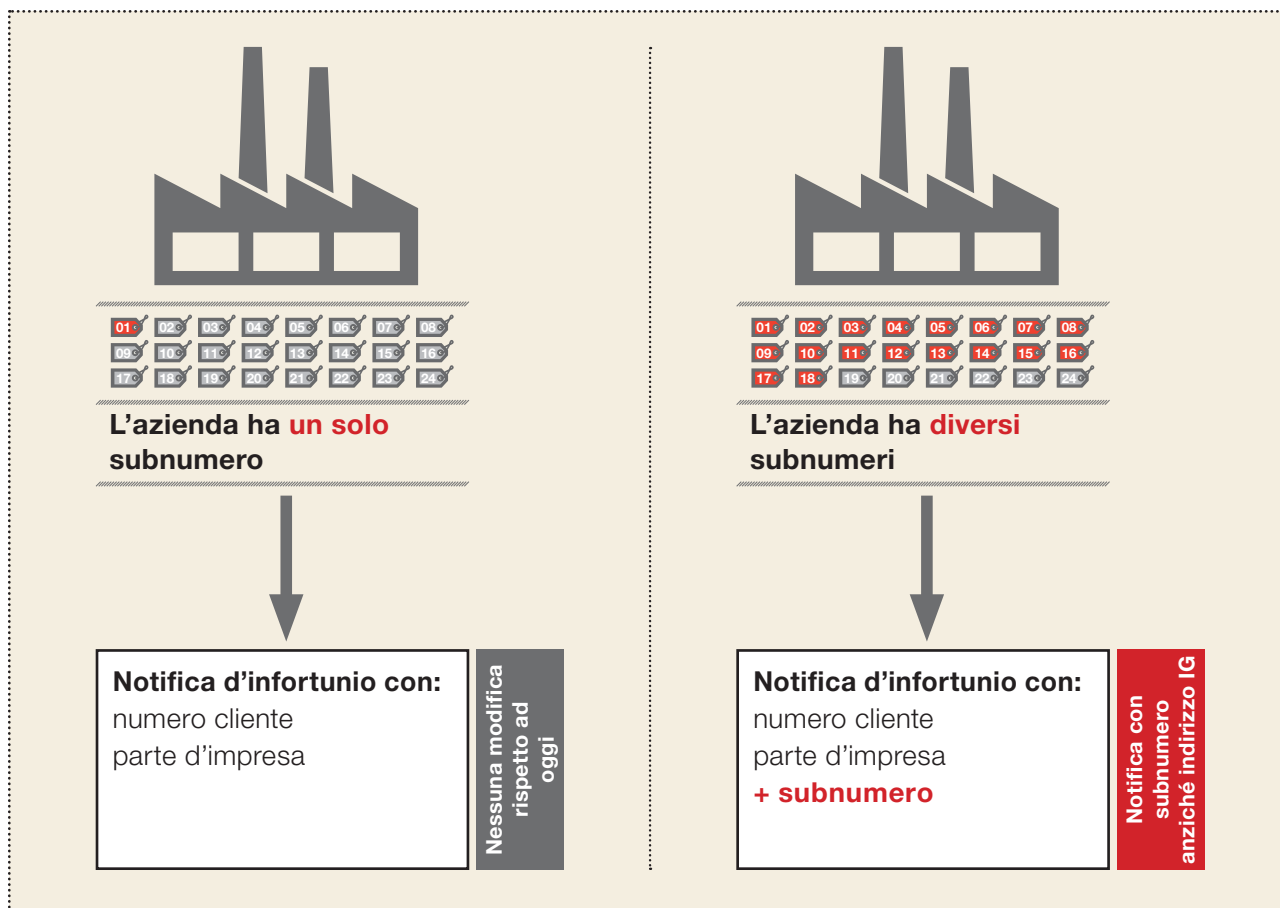 01 02 03 04 05 06 07 08
09 10 11 12 13 14 15 16
17 18 19 20 21 22 23 24
L’azienda ha un solo
subnumero
Notifica d’infortunio con:
numero cliente
parte d’impresa
Nessuna modifica
rispetto ad
oggi
01 02 03 04 05 06 07 08
09 10 11 12 13 14 15 16
17 18 19 20 21 22 23 24
L’azienda ha diversi
subnumeri
Notifica d’infortunio con:
numero cliente
parte d’impresa
+ subnumero
Notifica con
subnumero
anziché indirizzo IG